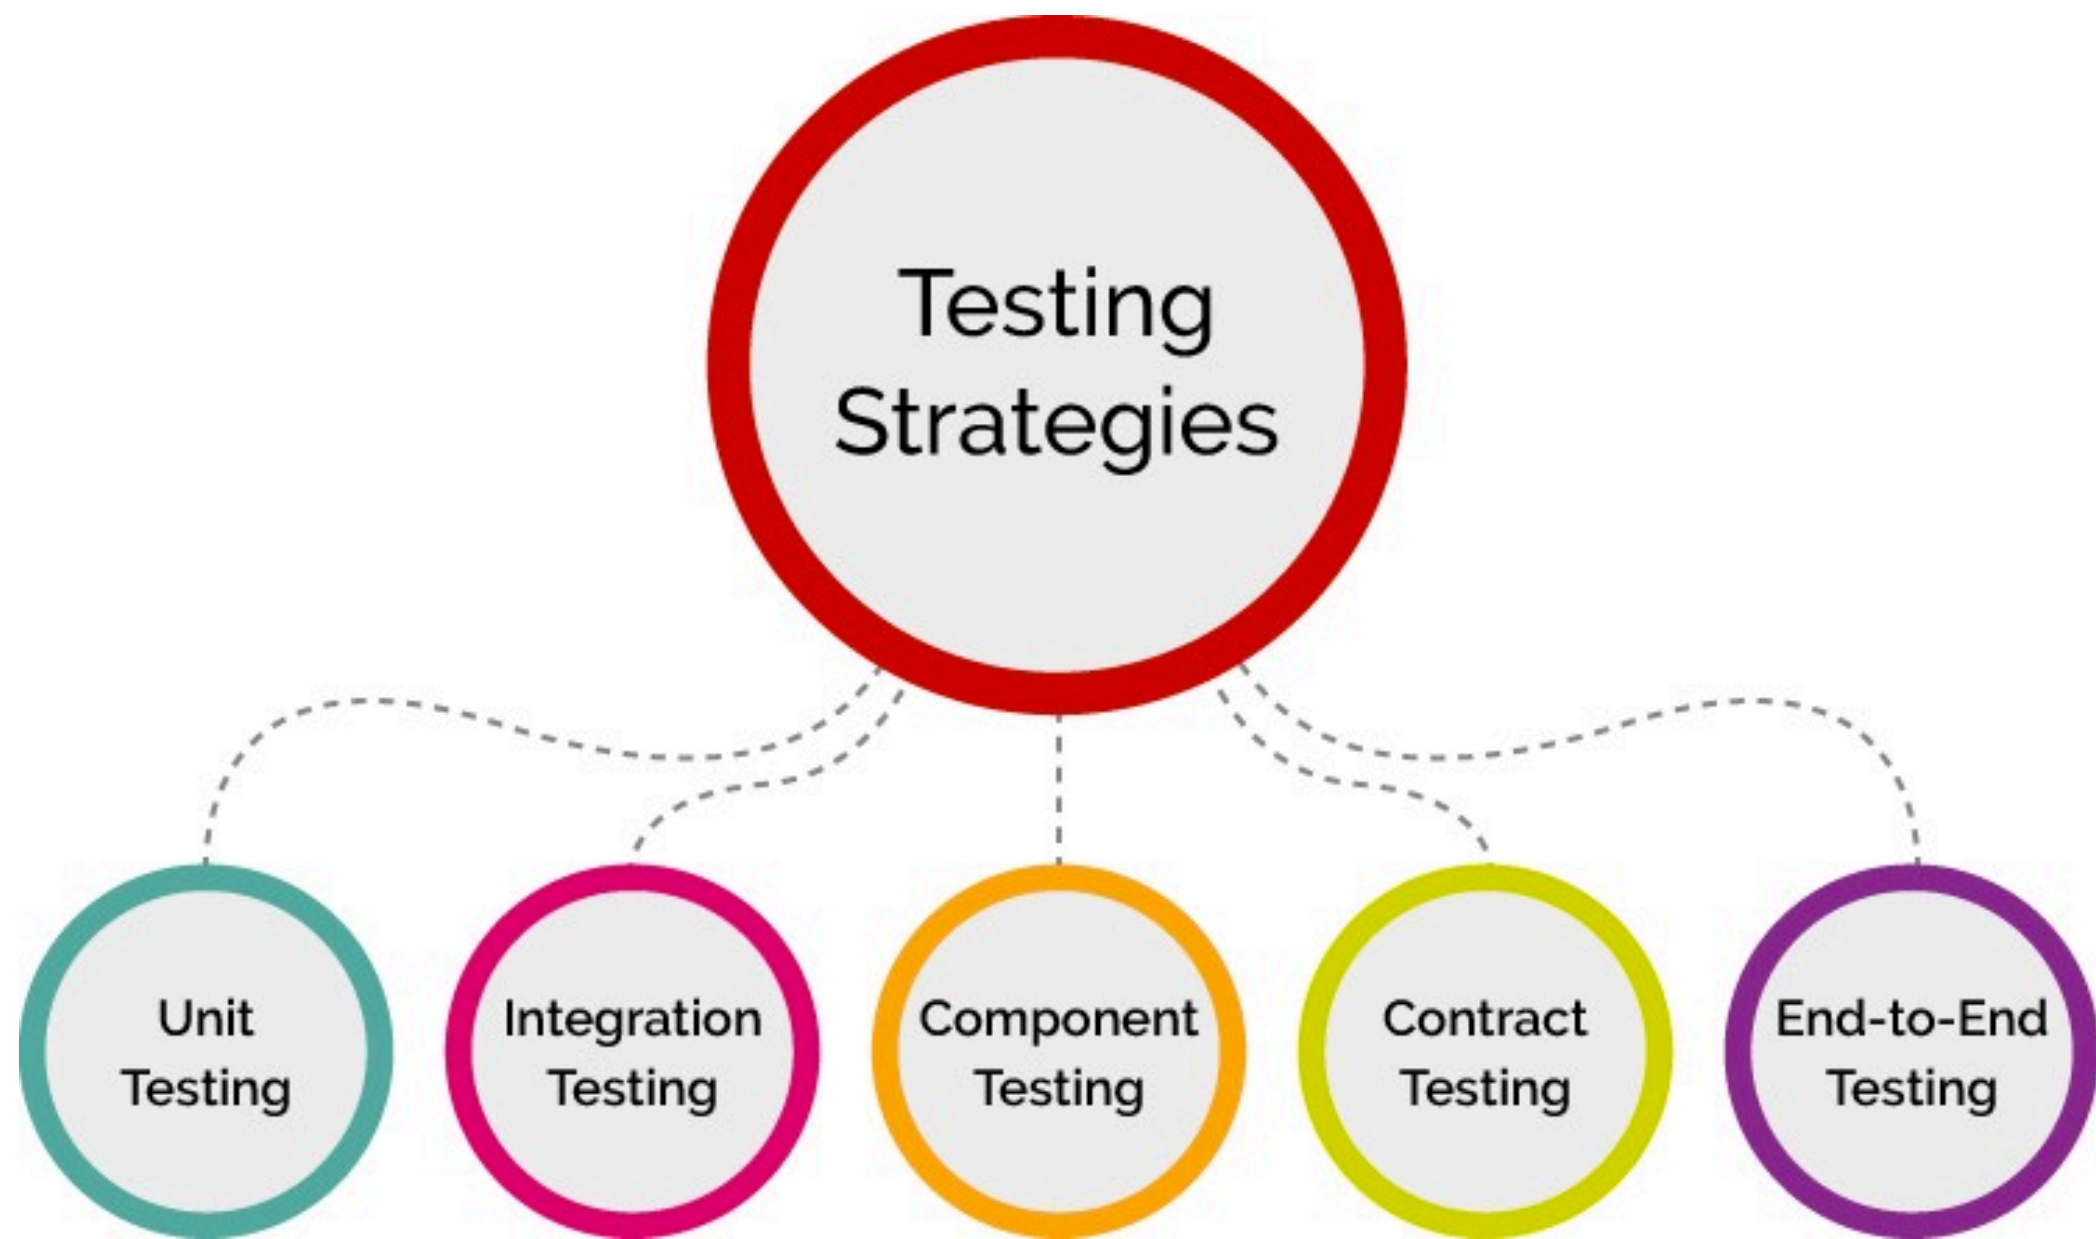 Testing
Strategies
Unit
Testing
Integration
Testing
Component
Testing
Contract
Testing
End-to-End
Testing